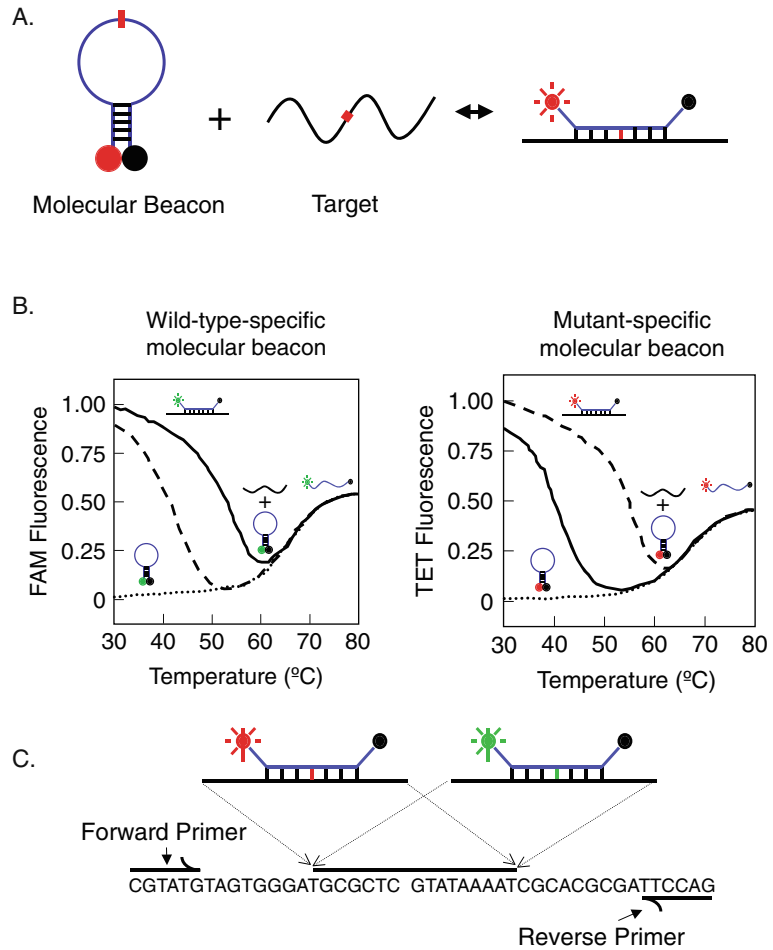 A.
+
Molecular Beacon
Target
B.
Wild-type-specific
molecular beacon
FAM Fluorescence
1.00
0.75
0.50
0.25
0
+
30 40 50 60 70 80
Temperature (ºC)
Mutant-specific
molecular beacon
TET Fluorescence
1.00
0.75
0.50
0.25
0
+
30 40 50 60 70 80
Temperature (ºC)
C.
Forward Primer
CGTATGTAGTGGGATGCGCTC GTATAAAATCGCACGCGATTCCAG
Reverse Primer